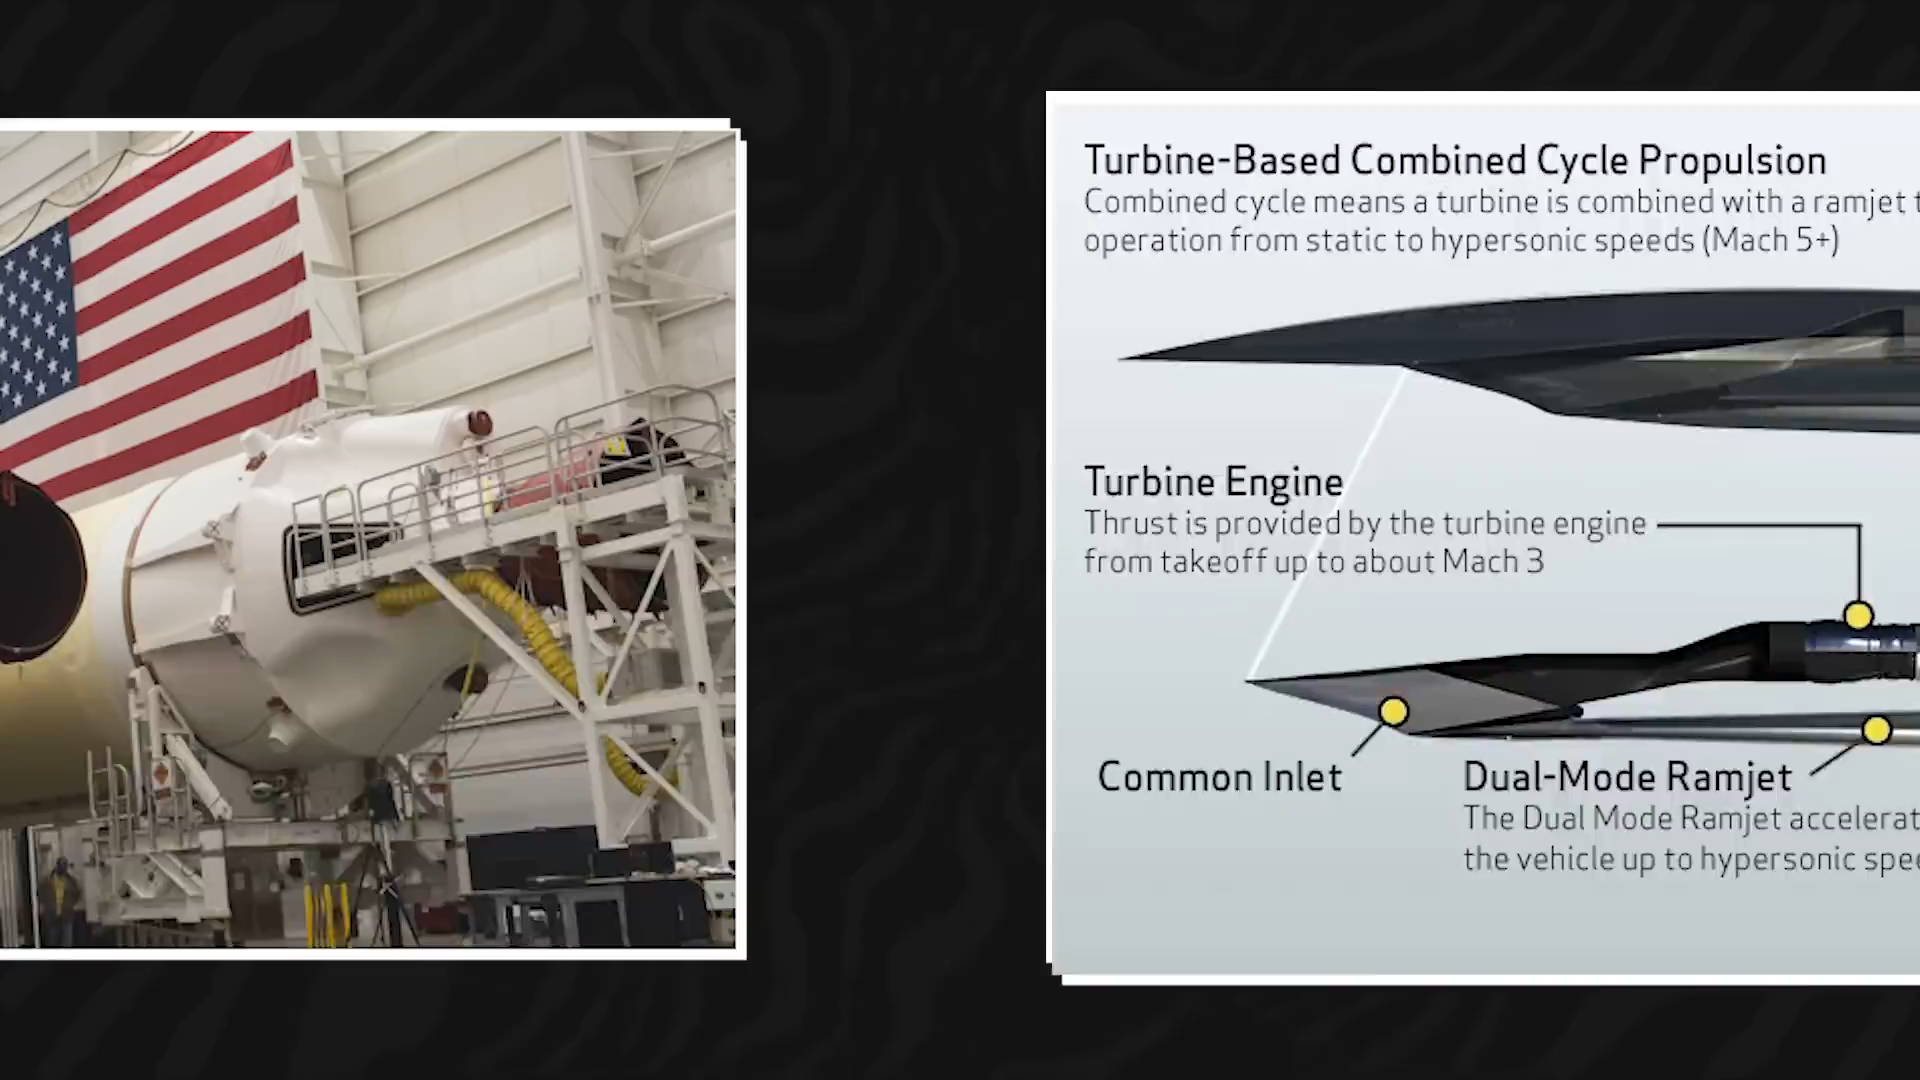 Turbine-Based Combined Cycle Propulsion
Combined cycle means a turbine is combined with a ramjet t
operation from static to hypersonic speeds (Mach 5+)
Turbine Engine
Thrust is provided by the turbine engine
from takeoff up to about Mach 3
Common Inlet
Dual-Mode Ramjet
The Dual Mode Ramjet accelerat
the vehicle up to hypersonic spee